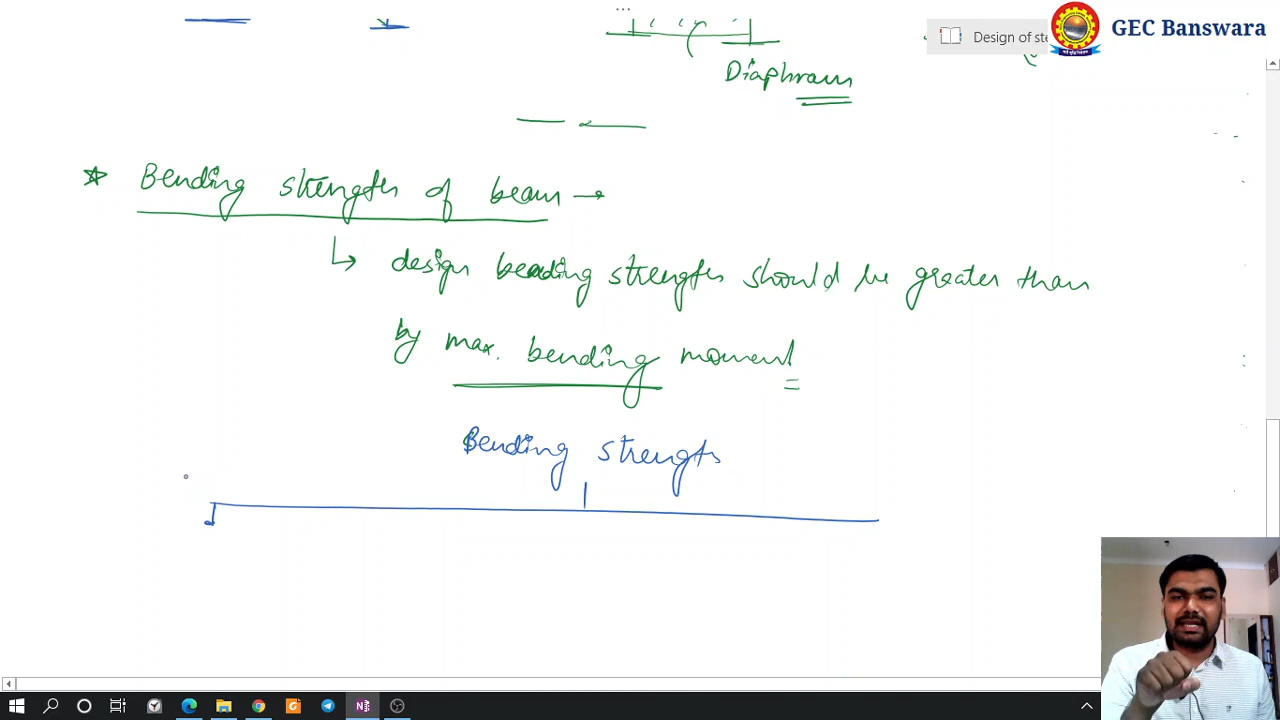 Design of ste
GEC Banswara
Diaphram
Bending strength of beam →
↳ design bending strength should be greater than
by max. bending moment
Bending strength